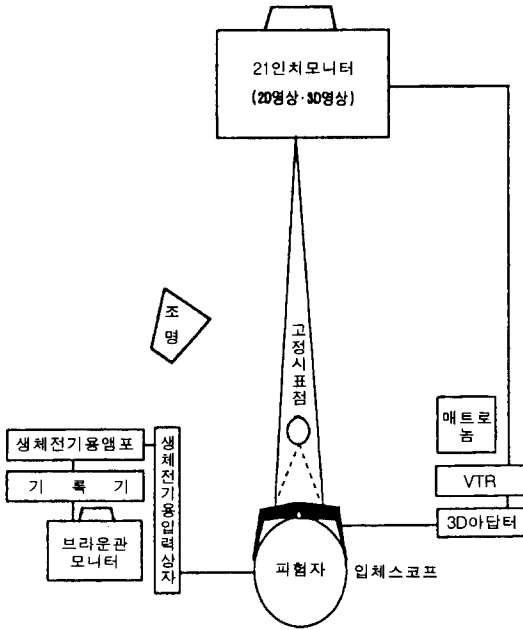 21인치모니터
(2D영상·3D영상)
조명
고정시표점
매트로
놈
생체전기용앰포
생체전기용입력상자
VTR
기 록 기
3D아답터
브라운관
모니터
피험자
입체스코프